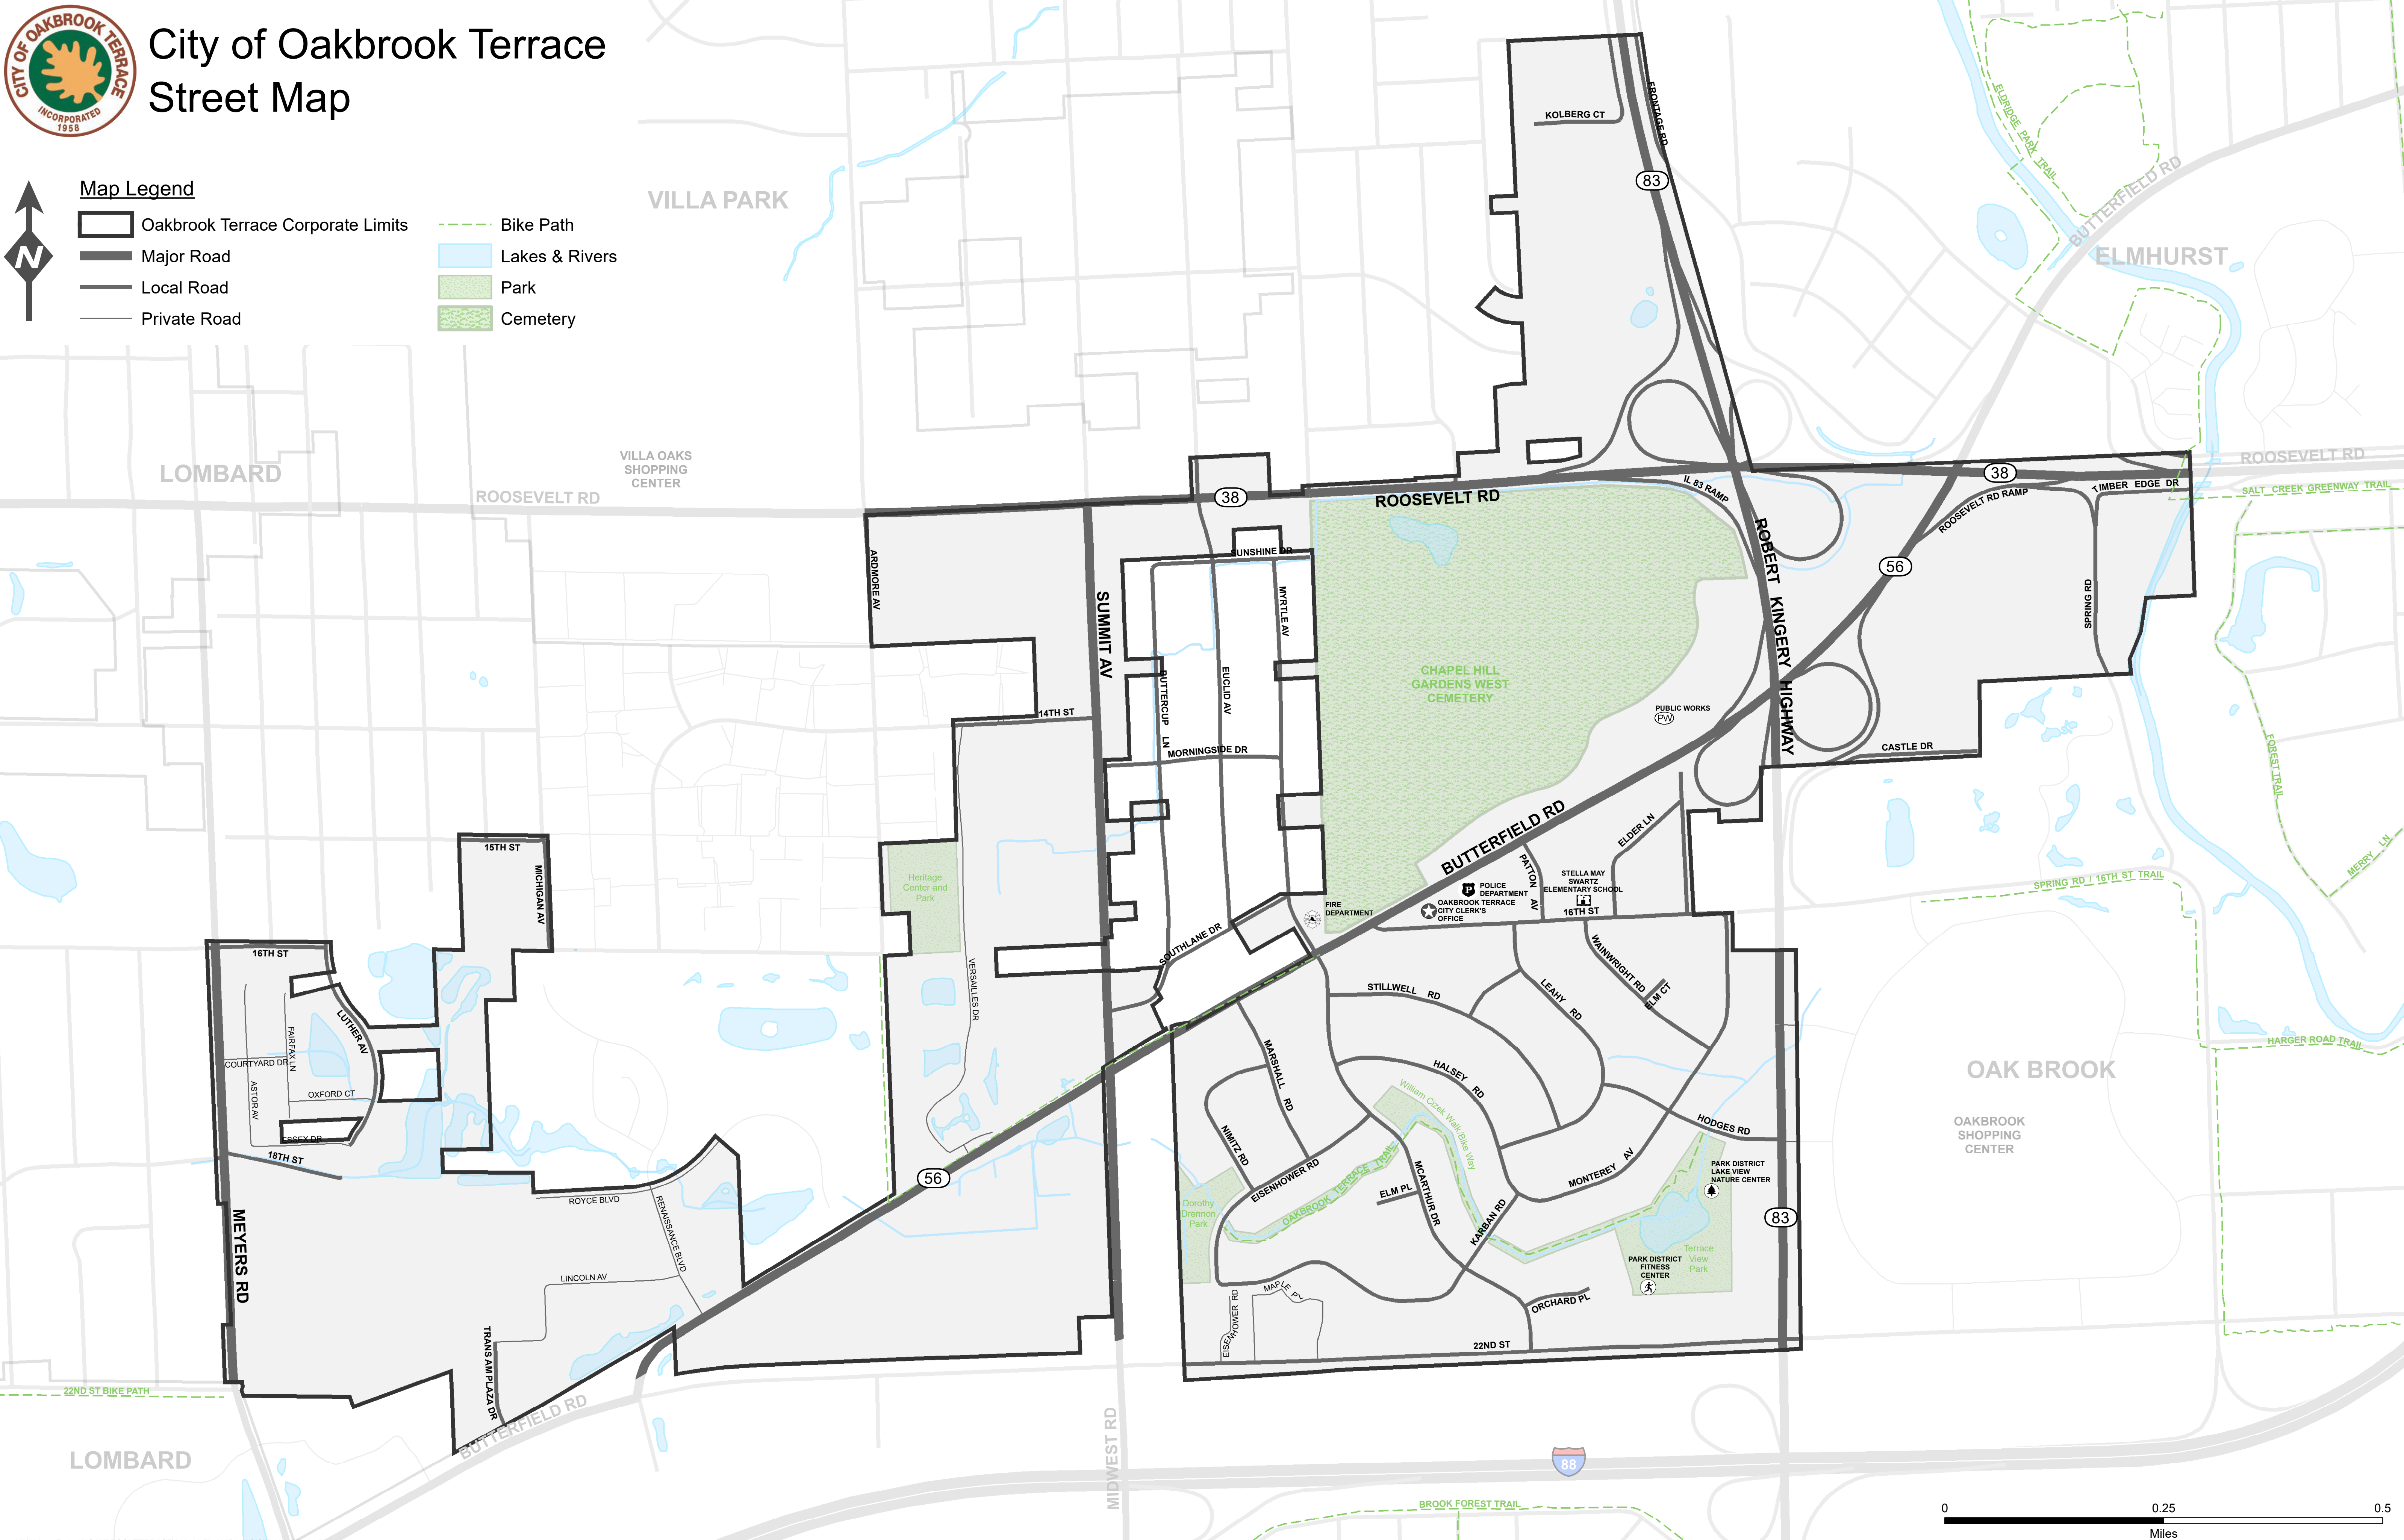 CITY OF OAKBROOK TERRACE
INCORPORATED
1958
City of Oakbrook Terrace
Street Map
N
Map Legend
Oakbrook Terrace Corporate Limits
Major Road
Local Road
Private Road
Bike Path
Lakes & Rivers
Park
Cemetery
VILLA PARK
LOMBARD
VILLA OAKS
SHOPPING
CENTER
ROOSEVELT RD
KOLBERG CT
FRONTAGE RD
83
ELDRIDGE PARK TRAIL
BUTTERFIELD RD
ELMHURST
38
ROOSEVELT RD
IL 83 RAMP
38
ROOSEVELT RD RAMP
TIMBER EDGE DR
ROOSEVELT RD
SALT CREEK GREENWAY TRAIL
ARDMORE AV
SUMMIT AV
SUNSHINE DR
MYRTLE AV
BUTTERCUP LN
EUCLID AV
MORNINGSIDE DR
14TH ST
CHAPEL HILL
GARDENS WEST
CEMETERY
PUBLIC WORKS
PW
ROBERT KINGERY HIGHWAY
56
SPRING RD
CASTLE DR
FOREST TRAIL
MERRY LN
SPRING RD / 16TH ST TRAIL
HARGER ROAD TRAIL
15TH ST
MICHIGAN AV
Heritage
Center and
Park
VERSAILLES DR
SOUTHLANE DR
FIRE
DEPARTMENT
BUTTERFIELD RD
P
POLICE
DEPARTMENT
OAKBROOK TERRACE
CITY CLERK'S
OFFICE
PATTON AV
STELLA MAY
SWARTZ
ELEMENTARY SCHOOL
16TH ST
ELDER LN
16TH ST
LUTHER AV
FAIRFAX LN
COURTYARD DR
ASTOR AV
OXFORD CT
ESSEX DR
18TH ST
MEYERS RD
ROYCE BLVD
RENAISSANCE BLVD
LINCOLN AV
TRANS AM PLAZA DR
56
STILLWELL RD
LEAHY RD
WAINWRIGHT RD
ELM CT
MARSHALL RD
HALSEY RD
William Cizek Walk/Bike Way
NIMITZ RD
EISENHOWER RD
OAKBROOK TERRACE TRAIL
ELM PL
MCARTHUR DR
KARBAN RD
MONTEREY AV
HODGES RD
PARK DISTRICT
LAKE VIEW
NATURE CENTER
83
Dorothy
Drennon
Park
Terrace
View
Park
PARK DISTRICT
FITNESS
CENTER
MAPLE PL
EISENHOWER RD
ORCHARD PL
22ND ST
OAK BROOK
OAKBROOK
SHOPPING
CENTER
22ND ST BIKE PATH
BUTTERFIELD RD
LOMBARD
MIDWEST RD
88
BROOK FOREST TRAIL
0
0.25
0.5
Miles